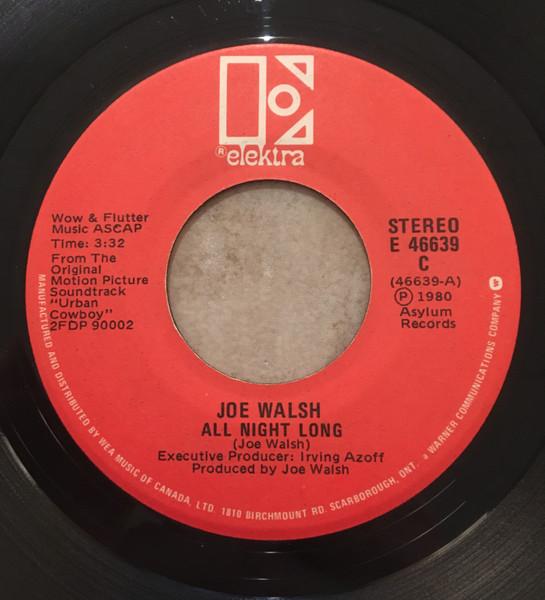 ® elektra
Wow & Flutter
Music ASCAP
Time: 3:32
From The
Original
Motion Picture
Soundtrack
"Urban
Cowboy"
2FDP 90002
STEREO
E 46639
C
(46639-A)
Ⓟ 1980
Asylum
Records
JOE WALSH
ALL NIGHT LONG
(Joe Walsh)
Executive Producer: Irving Azoff
Produced by Joe Walsh
MANUFACTURED AND DISTRIBUTED BY WEA MUSIC OF CANADA, LTD. 1810 BIRCHMOUNT RD. SCARBOROUGH, ONT. a WARNER COMMUNICATIONS COMPANY